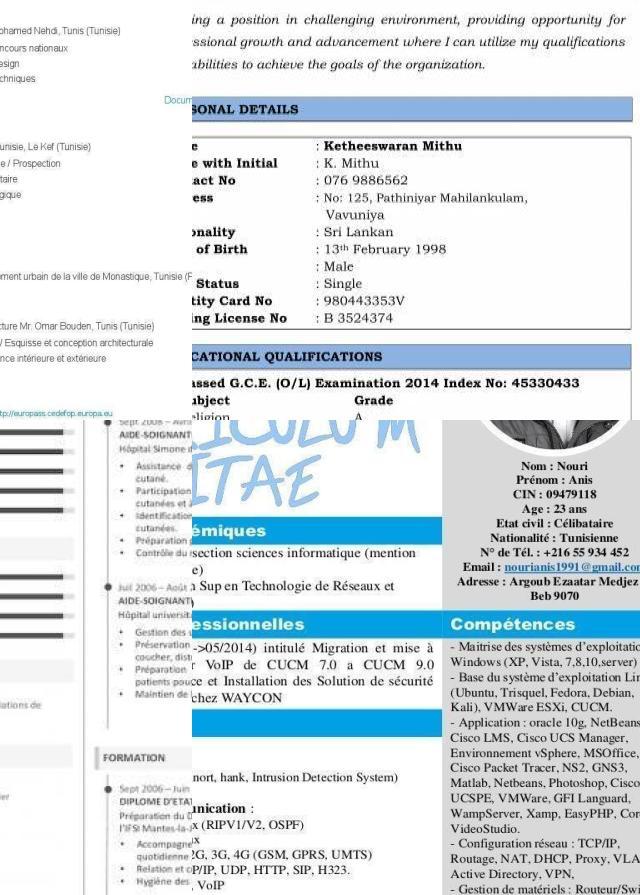 ohamed Nehdi, Tunis (Tunisie)
ncours nationaux
esign
chniques
Docum
unisie, Le Kef (Tunisie)
e / Prospection
taire
gique
ment urbain de la ville de Monastique, Tunisie (F
cture Mr. Omar Bouden, Tunis (Tunisie)
/ Esquisse et conception architecturale
nce intérieure et extérieure
tp://europass.cedefop.europa.eu
ing a position in challenging environment, providing opportunity for
ssional growth and advancement where I can utilize my qualifications
abilities to achieve the goals of the organization.
SONAL DETAILS
e : Ketheeswaran Mithu
e with Initial : K. Mithu
act No : 076 9886562
ess : No: 125, Pathiniyar Mahilankulam,
Vavuniya
onality : Sri Lankan
of Birth : 13th February 1998
: Male
Status : Single
tity Card No : 980443353V
ing License No : B 3524374
CATIONAL QUALIFICATIONS
assed G.C.E. (O/L) Examination 2014 Index No: 45330433
ubject Grade
eligion A
Sept 2008 – Avri
AIDE-SOIGNANT
Hôpital Simone
• Assistance d
cutané.
• Participation
cutanées et
• Identification
cutanées.
• Préparation
• Contrôle du
Juil 2006 – Août
AIDE-SOIGNANT
Hôpital universit
• Gestion des
• Préservation
coucher, dist
• Préparation
patients pou
• Maintien de
lations de
FORMATION
ier
Sept 2006 – Juin
DIPLOME D'ETA
Préparation du D
l'IFSI Mantes-la-J
• Accompagne
quotidienne
• Relation et c
• Hygiène des
ICULUM
ITAE
émiques
section sciences informatique (mention
e)
Sup en Technologie de Réseaux et
essionnelles
->05/2014) intitulé Migration et mise à
r VoIP de CUCM 7.0 a CUCM 9.0
ce et Installation des Solution de sécurité
chez WAYCON
nort, hank, Intrusion Detection System)
unication :
x (RIPV1/V2, OSPF)
x
2G, 3G, 4G (GSM, GPRS, UMTS)
P/IP, UDP, HTTP, SIP, H323.
VoIP
Nom : Nouri
Prénom : Anis
CIN : 09479118
Age : 23 ans
Etat civil : Célibataire
Nationalité : Tunisienne
N° de Tél. : +216 55 934 452
Email : nourianis1991@gmail.com
Adresse : Argoub Ezaatar Medjez
Beb 9070
Compétences
- Maitrise des systèmes d'exploitatio
Windows (XP, Vista, 7,8,10,server)
- Base du système d'exploitation Lin
(Ubuntu, Trisquel, Fedora, Debian,
Kali), VMWare ESXi, CUCM.
- Application : oracle 10g, NetBeans
Cisco LMS, Cisco UCS Manager,
Environnement vSphere, MSOffice,
Cisco Packet Tracer, NS2, GNS3,
Matlab, Netbeans, Photoshop, Cisco
UCSPE, VMWare, GFI Languard,
WampServer, Xamp, EasyPHP, Cor
VideoStudio.
- Configuration réseau : TCP/IP,
Routage, NAT, DHCP, Proxy, VLA
Active Directory, VPN,
- Gestion de matériels : Routeur/Swi